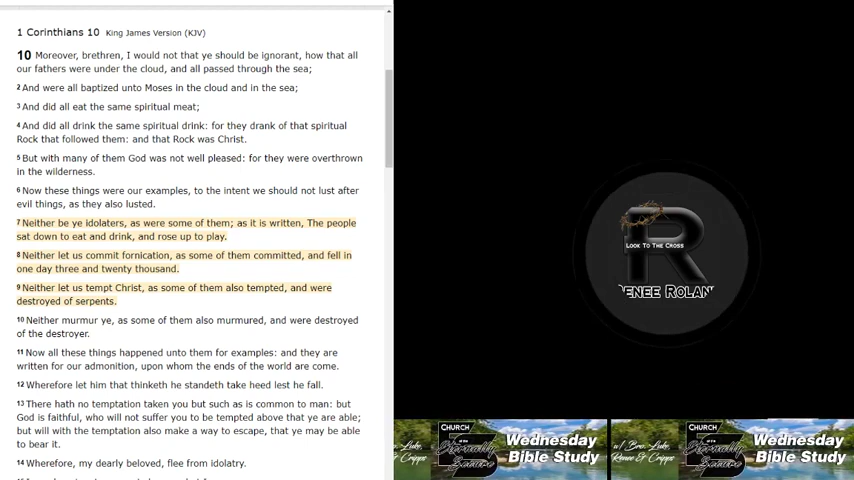 1 Corinthians 10 King James Version (KJV)
10 Moreover, brethren, I would not that ye should be ignorant, how that all
our fathers were under the cloud, and all passed through the sea;
2 And were all baptized unto Moses in the cloud and in the sea;
3 And did all eat the same spiritual meat;
4 And did all drink the same spiritual drink: for they drank of that spiritual
Rock that followed them: and that Rock was Christ.
5 But with many of them God was not well pleased: for they were overthrown
in the wilderness.
6 Now these things were our examples, to the intent we should not lust after
evil things, as they also lusted.
7 Neither be ye idolaters, as were some of them; as it is written, The people
sat down to eat and drink, and rose up to play.
8 Neither let us commit fornication, as some of them committed, and fell in
one day three and twenty thousand.
9 Neither let us tempt Christ, as some of them also tempted, and were
destroyed of serpents.
10 Neither murmur ye, as some of them also murmured, and were destroyed
of the destroyer.
11 Now all these things happened unto them for examples: and they are
written for our admonition, upon whom the ends of the world are come.
12 Wherefore let him that thinketh he standeth take heed lest he fall.
13 There hath no temptation taken you but such as is common to man: but
God is faithful, who will not suffer you to be tempted above that ye are able;
but will with the temptation also make a way to escape, that ye may be able
to bear it.
14 Wherefore, my dearly beloved, flee from idolatry.
R
LOOK TO THE CROSS
RENEE ROLAN
o. Luke,
& Cripps
CHURCH
of the
Eternally
Secure
Wednesday
Bible Study
w/ Bro. Luke,
Renee & Cripps
CHURCH
of the
Eternally
Secure
Wednesday
Bible Study